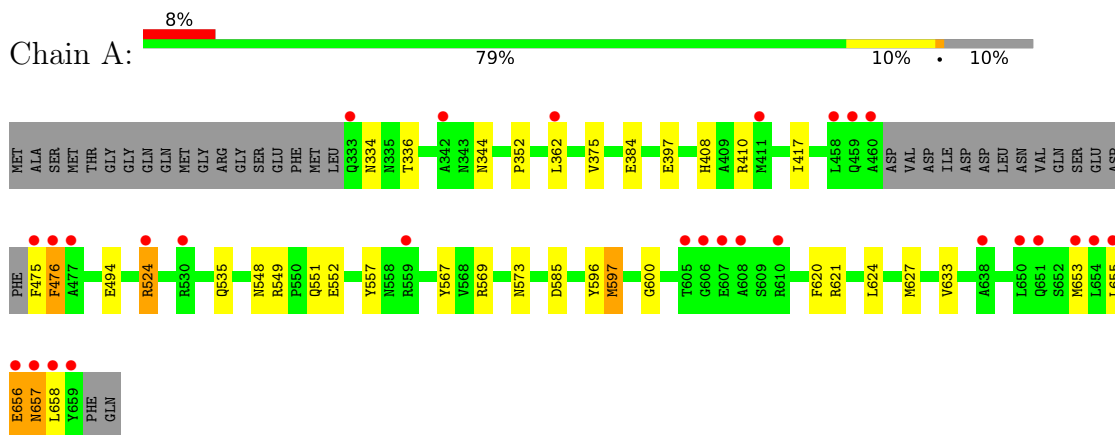 8%
Chain A:
79% 10% • 10%
MET ALA SER MET THR GLY GLY GLN GLN MET GLY ARG GLY SER GLU PHE MET LEU Q333 N334 N335 T336 A342 N343 N344 P352 L362 V375 E384 E397 H408 A409 R410 M411 I417 L458 Q459 A460 ASP VAL ASP ILE ASP ASP LEU ASN VAL GLN SER GLU ASP
PHE F475 F476 A477 E494 R524 R530 Q535 N548 R549 P550 Q551 E552 Y557 N558 R559 Y567 V568 R569 N573 D585 Y596 M597 G600 T605 G606 E607 A608 S609 R610 F620 R621 L624 M627 V633 A638 L650 Q651 S652 M653 L654 L655
E656 N657 L658 Y659 PHE GLN